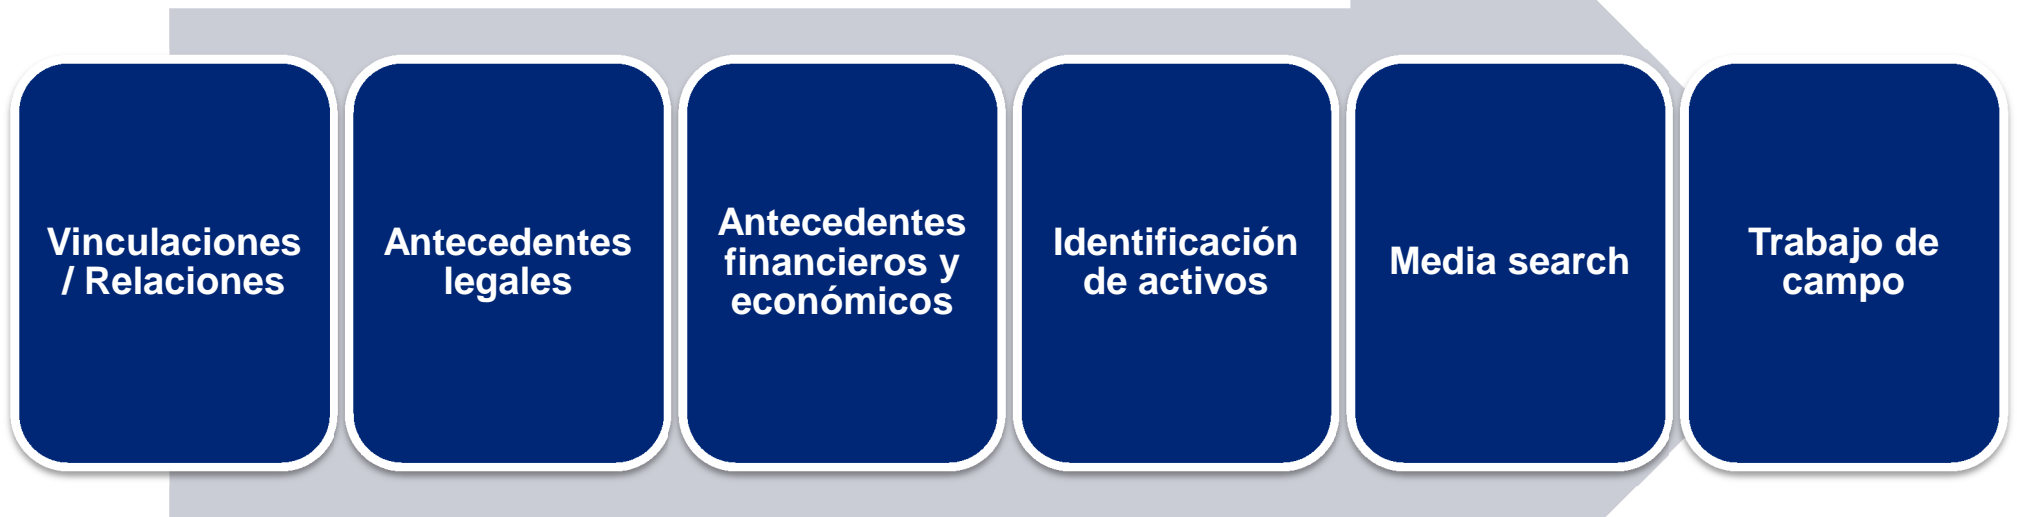 Vinculaciones
/ Relaciones
Antecedentes
legales
Antecedentes
financieros y
económicos
Identificación
de activos
Media search
Trabajo de
campo